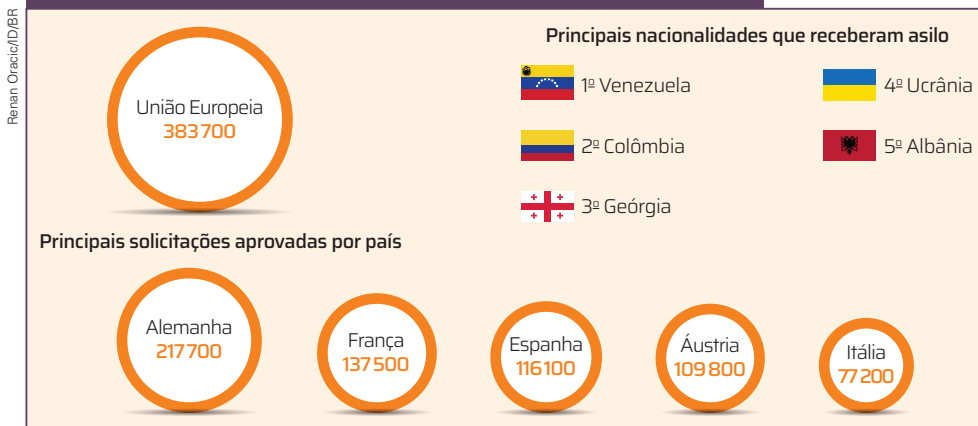 Renan Oracic/ID/BR
União Europeia
383 700
Principais nacionalidades que receberam asilo
1º Venezuela
2º Colômbia
3º Geórgia
4º Ucrânia
5º Albânia
Principais solicitações aprovadas por país
Alemanha
217 700
França
137 500
Espanha
116 100
Áustria
109 800
Itália
77 200